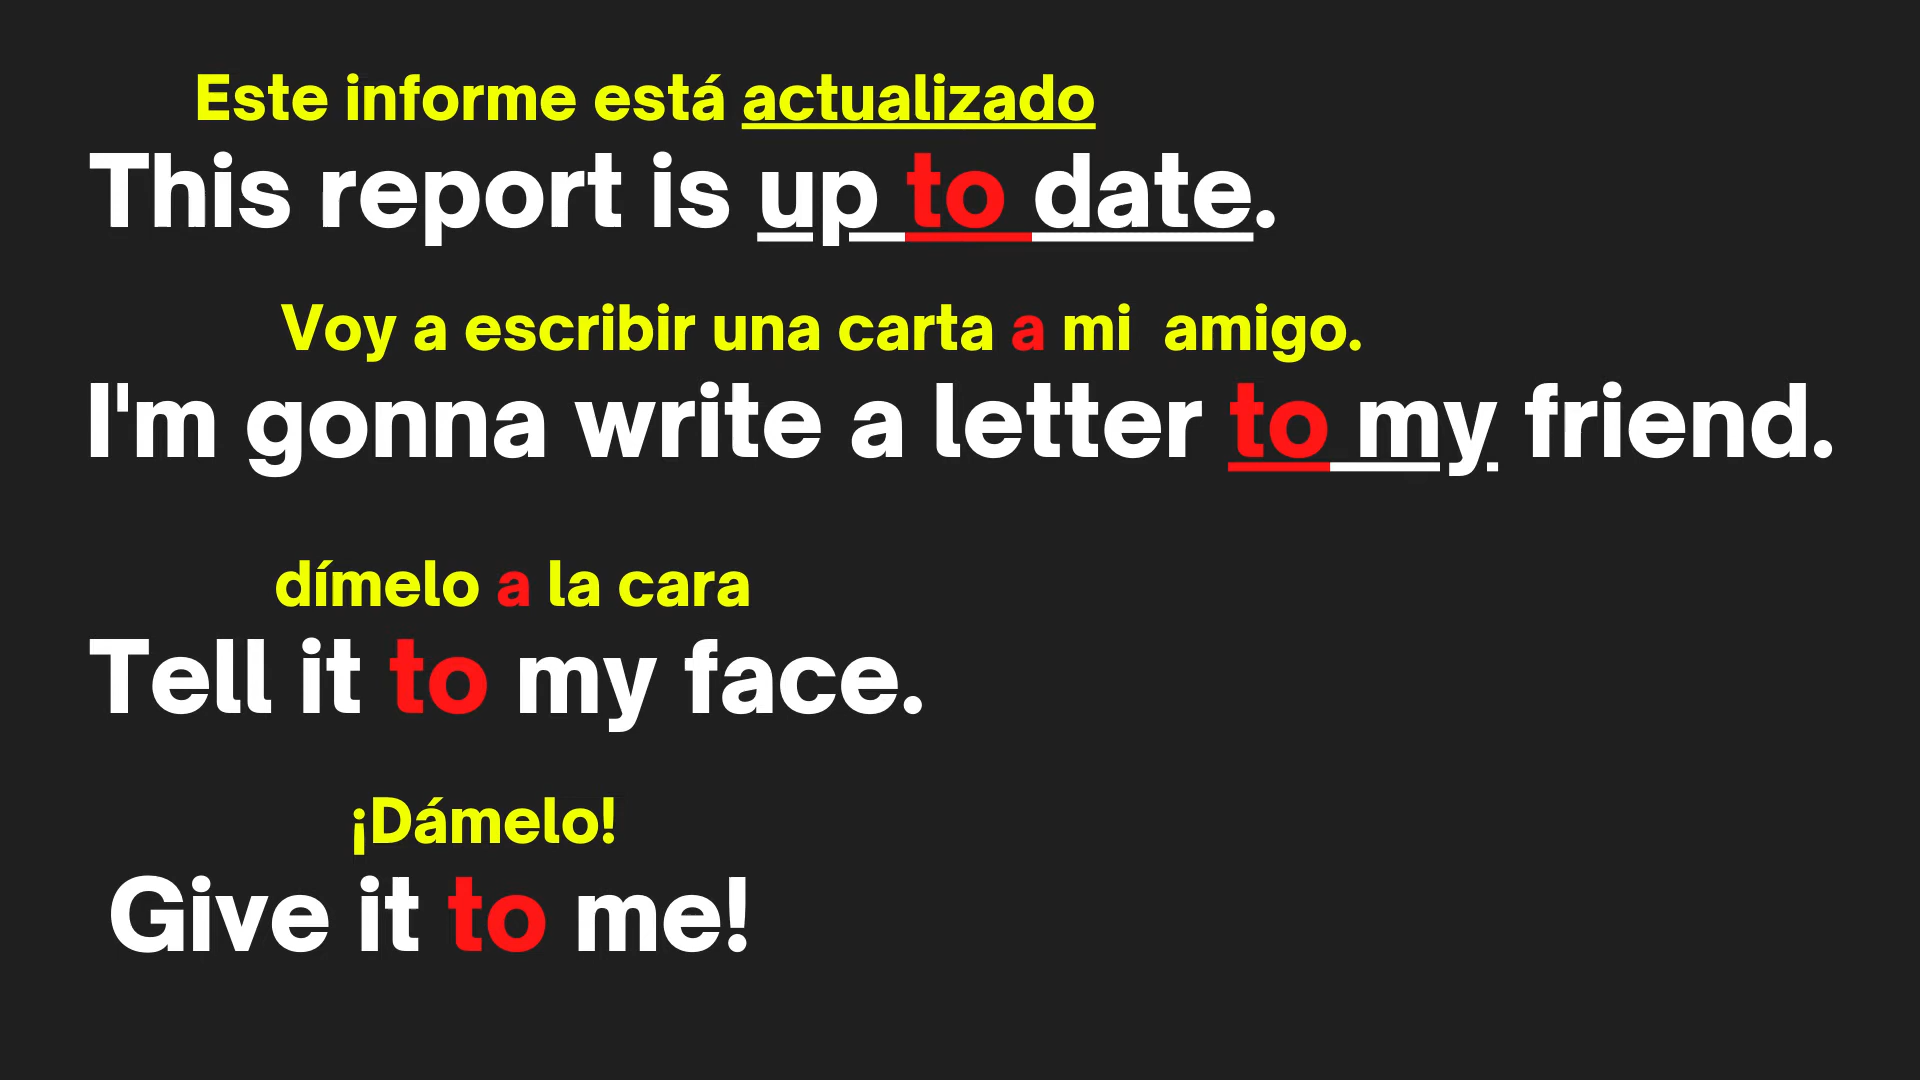 Este informe está actualizado
This report is up to date.
Voy a escribir una carta a mi  amigo.
I'm gonna write a letter to my friend.
dímelo a la cara
Tell it to my face.
¡Dámelo!
Give it to me!